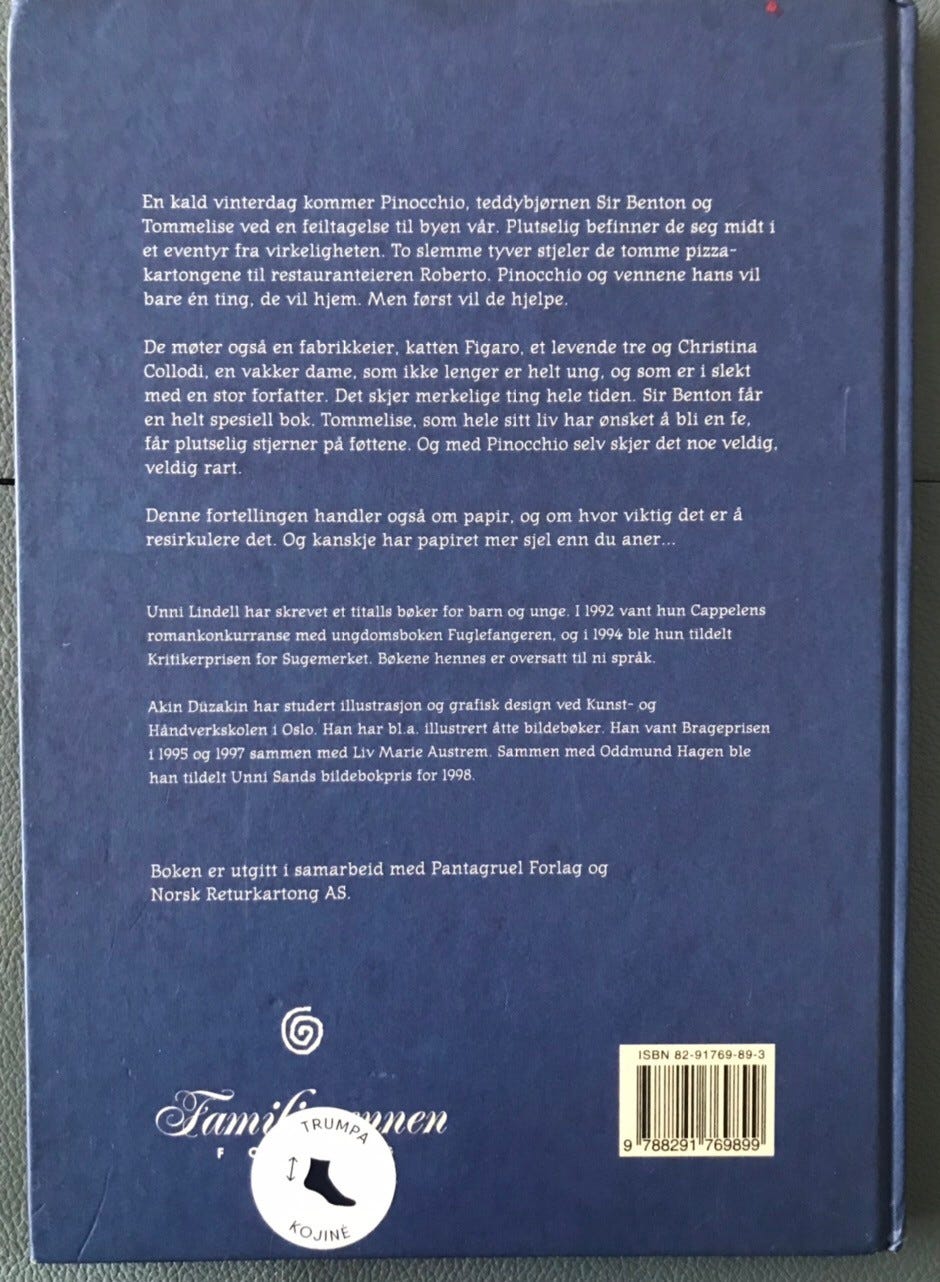 En kald vinterdag kommer Pinocchio, teddybjørnen Sir Benton og
Tommelise ved en feiltagelse til byen vår. Plutselig befinner de seg midt i
et eventyr fra virkeligheten. To slemme tyver stjeler de tomme pizza-
kartongene til restauranteieren Roberto. Pinocchio og vennene hans vil
bare én ting, de vil hjem. Men først vil de hjelpe.
De møter også en fabrikkeier, katten Figaro, et levende tre og Christina
Collodi, en vakker dame, som ikke lenger er helt ung, og som er i slekt
med en stor forfatter. Det skjer merkelige ting hele tiden. Sir Benton får
en helt spesiell bok. Tommelise, som hele sitt liv har ønsket å bli en fe,
får plutselig stjerner på føttene. Og med Pinocchio selv skjer det noe veldig,
veldig rart.
Denne fortellingen handler også om papir, og om hvor viktig det er å
resirkulere det. Og kanskje har papiret mer sjel enn du aner...
Unni Lindell har skrevet et titalls bøker for barn og unge. I 1992 vant hun Cappelens
romankonkurranse med ungdomsboken Fuglefangeren, og i 1994 ble hun tildelt
Kritikerprisen for Sugemerket. Bøkene hennes er oversatt til ni språk.
Akin Düzakin har studert illustrasjon og grafisk design ved Kunst- og
Håndverkskolen i Oslo. Han har bl.a. illustrert åtte bildebøker. Han vant Brageprisen
i 1995 og 1997 sammen med Liv Marie Austrem. Sammen med Oddmund Hagen ble
han tildelt Unni Sands bildebokpris for 1998.
Boken er utgitt i samarbeid med Pantagruel Forlag og
Norsk Returkartong AS.
TRUMPA
KOJINĖ
ISBN 82-91769-89-3
9 788291 769899